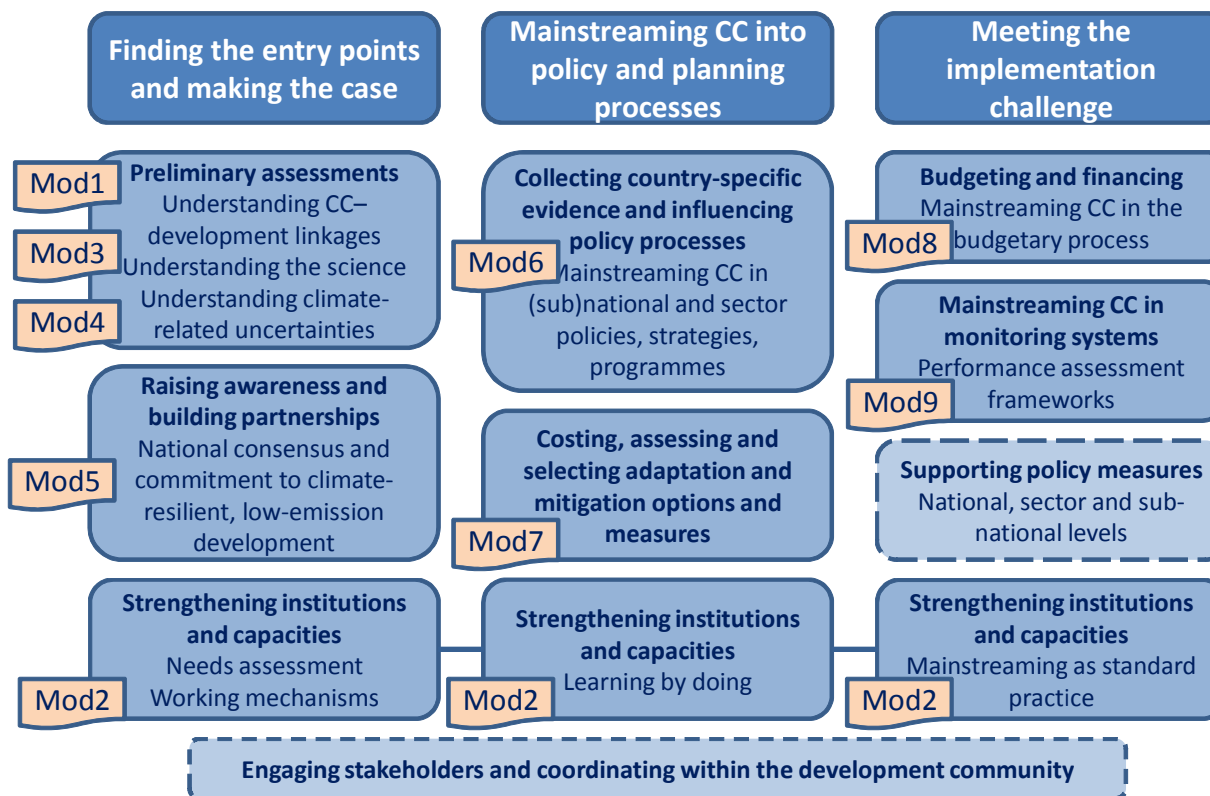 Finding the entry points
and making the case
Mainstreaming CC into
policy and planning
processes
Meeting the
implementation
challenge
Mod1
Preliminary assessments
Understanding CC–
development linkages
Mod3
Understanding the science
Understanding climate-
related uncertainties
Mod4
Raising awareness and
building partnerships
National consensus and
commitment to climate-
resilient, low-emission
development
Mod5
Strengthening institutions
and capacities
Needs assessment
Working mechanisms
Mod2
Collecting country-specific
evidence and influencing
policy processes
Mod6
Mainstreaming CC in
(sub)national and sector
policies, strategies,
programmes
Costing, assessing and
selecting adaptation and
mitigation options and
measures
Mod7
Strengthening institutions
and capacities
Learning by doing
Mod2
Budgeting and financing
Mainstreaming CC in the
budgetary process
Mod8
Mainstreaming CC in
monitoring systems
Performance assessment
frameworks
Mod9
Supporting policy measures
National, sector and sub-
national levels
Strengthening institutions
and capacities
Mainstreaming as standard
practice
Mod2
Engaging stakeholders and coordinating within the development community